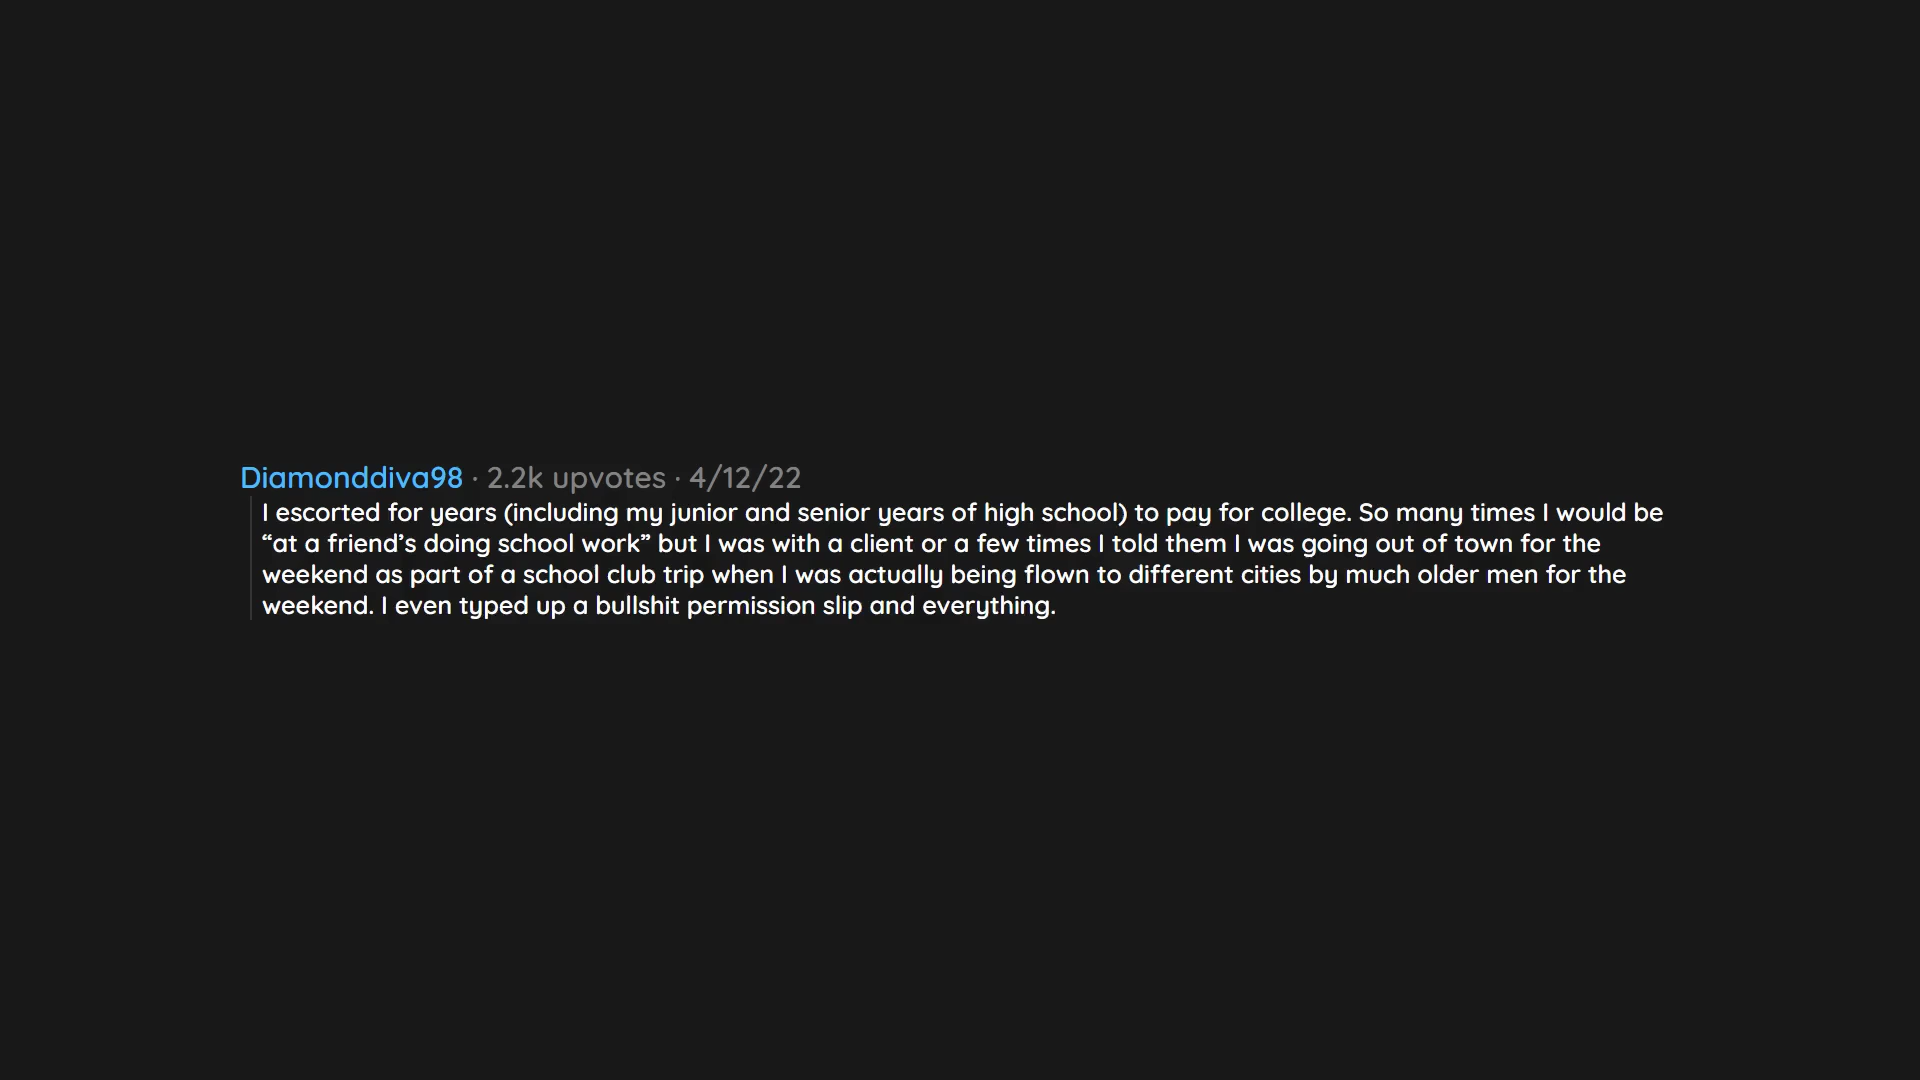 Diamonddiva98 · 2.2k upvotes · 4/12/22
I escorted for years (including my junior and senior years of high school) to pay for college. So many times I would be
“at a friend’s doing school work” but I was with a client or a few times I told them I was going out of town for the
weekend as part of a school club trip when I was actually being flown to different cities by much older men for the
weekend. I even typed up a bullshit permission slip and everything.